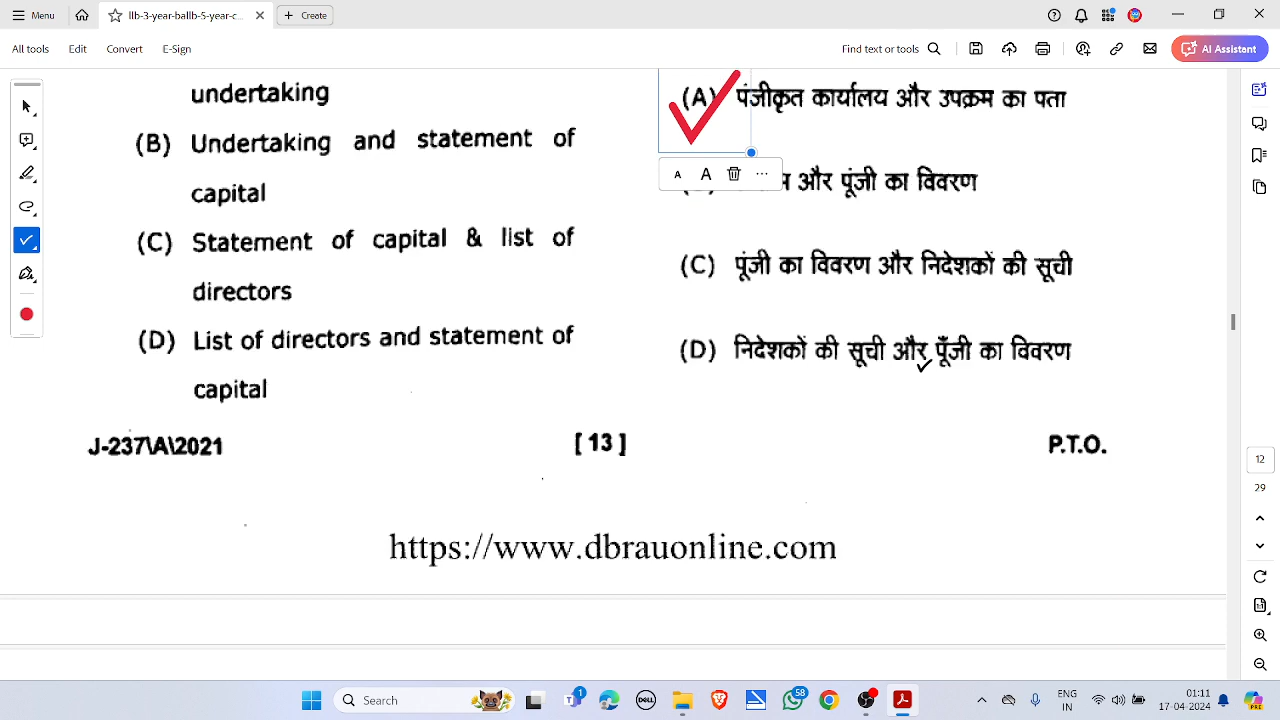 Menu
llb-3-year-ballb-5-year-c...
Create
All tools Edit Convert E-Sign
Find text or tools
AI Assistant
undertaking
(B) Undertaking and statement of
capital
(C) Statement of capital & list of
directors
(D) List of directors and statement of
capital
(A) पंजीकृत कार्यालय और उपक्रम का पता
A A ...
और पूंजी का विवरण
(C) पूंजी का विवरण और निदेशकों की सूची
(D) निदेशकों की सूची और पूँजी का विवरण
J-237\A\2021 [ 13 ] P.T.O.
https://www.dbrauonline.com
12
29
Search
1
58
ENG
IN
01:11
17-04-2024